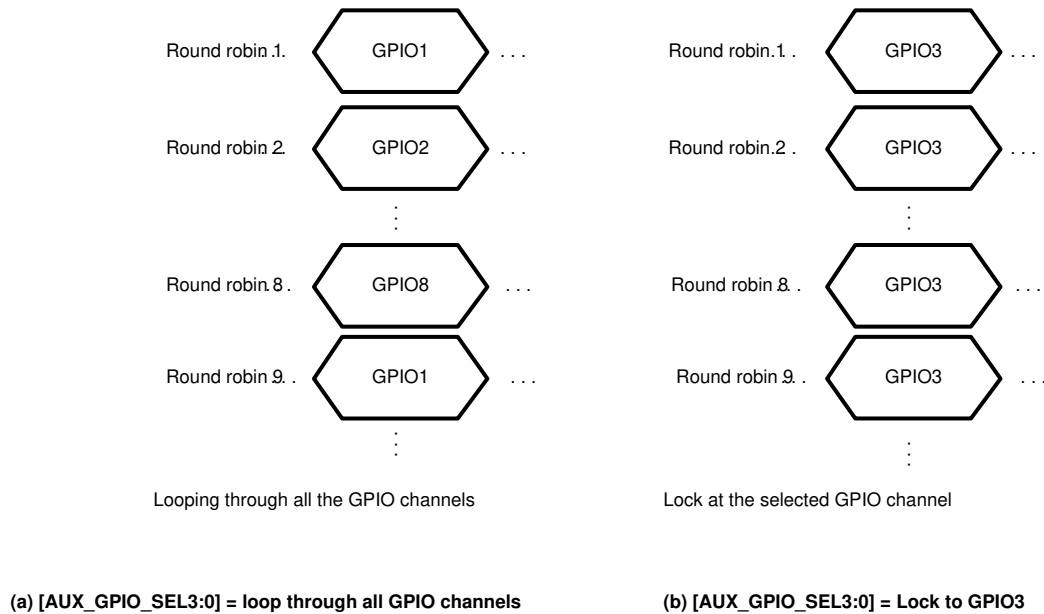 Round robin 1. . . GPIO1 . . . Round robin 1. . . GPIO3 . . .
Round robin 2. . . GPIO2 . . . Round robin 2 . . . GPIO3 . . .
Round robin 8 . . . GPIO8 . . . Round robin 8. . . GPIO3 . . .
Round robin 9. . . GPIO1 . . . Round robin 9. . . GPIO3 . . .
Looping through all the GPIO channels Lock at the selected GPIO channel
(a) [AUX_GPIO_SEL3:0] = loop through all GPIO channels (b) [AUX_GPIO_SEL3:0] = Lock to GPIO3